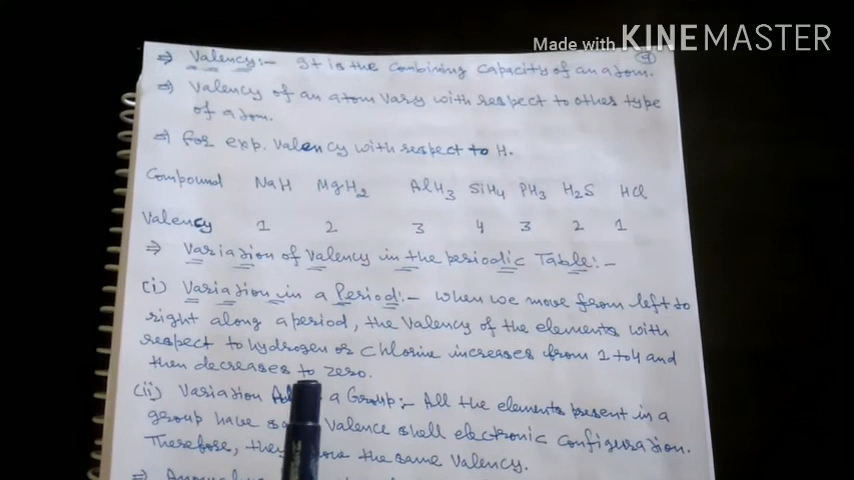 Made with KINEMASTER
⇒ Valency:- It is the Combining Capacity of an atom.
⇒ Valency of an atom vary with respect to other type
of atom.
⇒ for exp. Valency with respect to H.
Compound NaH MgH2 AlH3 SiH4 PH3 H2S HCl
Valency 1 2 3 4 3 2 1
⇒ Variation of Valency in the periodic Table:-
(i) Variation in a Period:- When we move from left to
right along a period, the Valency of the elements with
respect to hydrogen or Chlorine increases from 1 to 4 and
then decreases to zero.
(ii) Variation a Group:- All the elements present in a
group have Valence shell electronic Configuration.
Therefore, the same Valency.